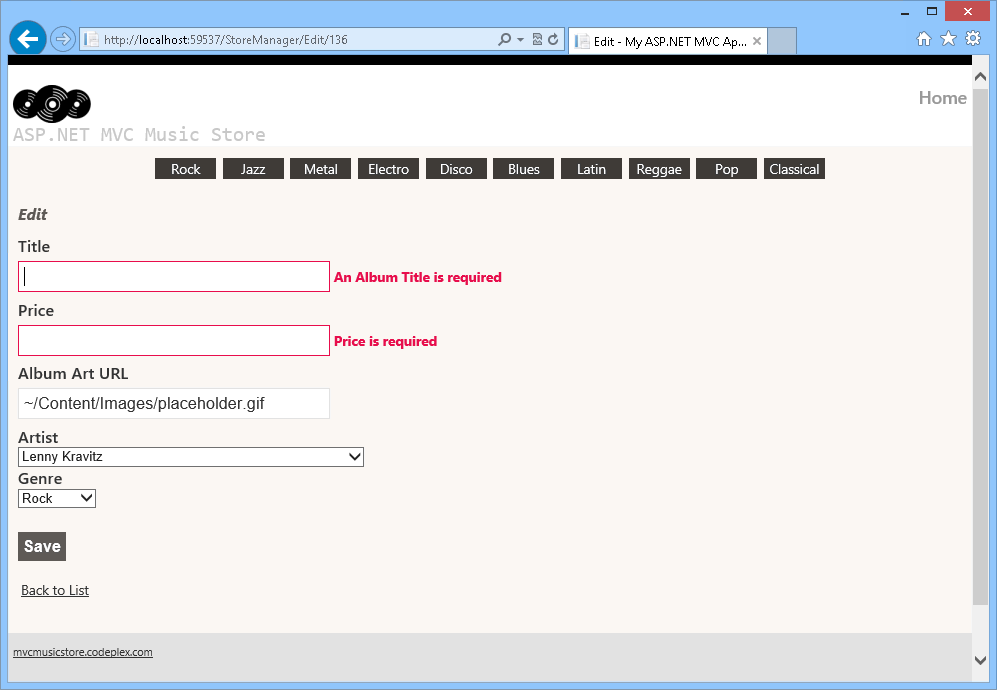 http://localhost:59537/StoreManager/Edit/136
Edit - My ASP.NET MVC Ap...
Home
ASP.NET MVC Music Store
Rock Jazz Metal Electro Disco Blues Latin Reggae Pop Classical
Edit
Title
An Album Title is required
Price
Price is required
Album Art URL
~/Content/Images/placeholder.gif
Artist
Lenny Kravitz
Genre
Rock
Save
Back to List
mvcmusicstore.codeplex.com